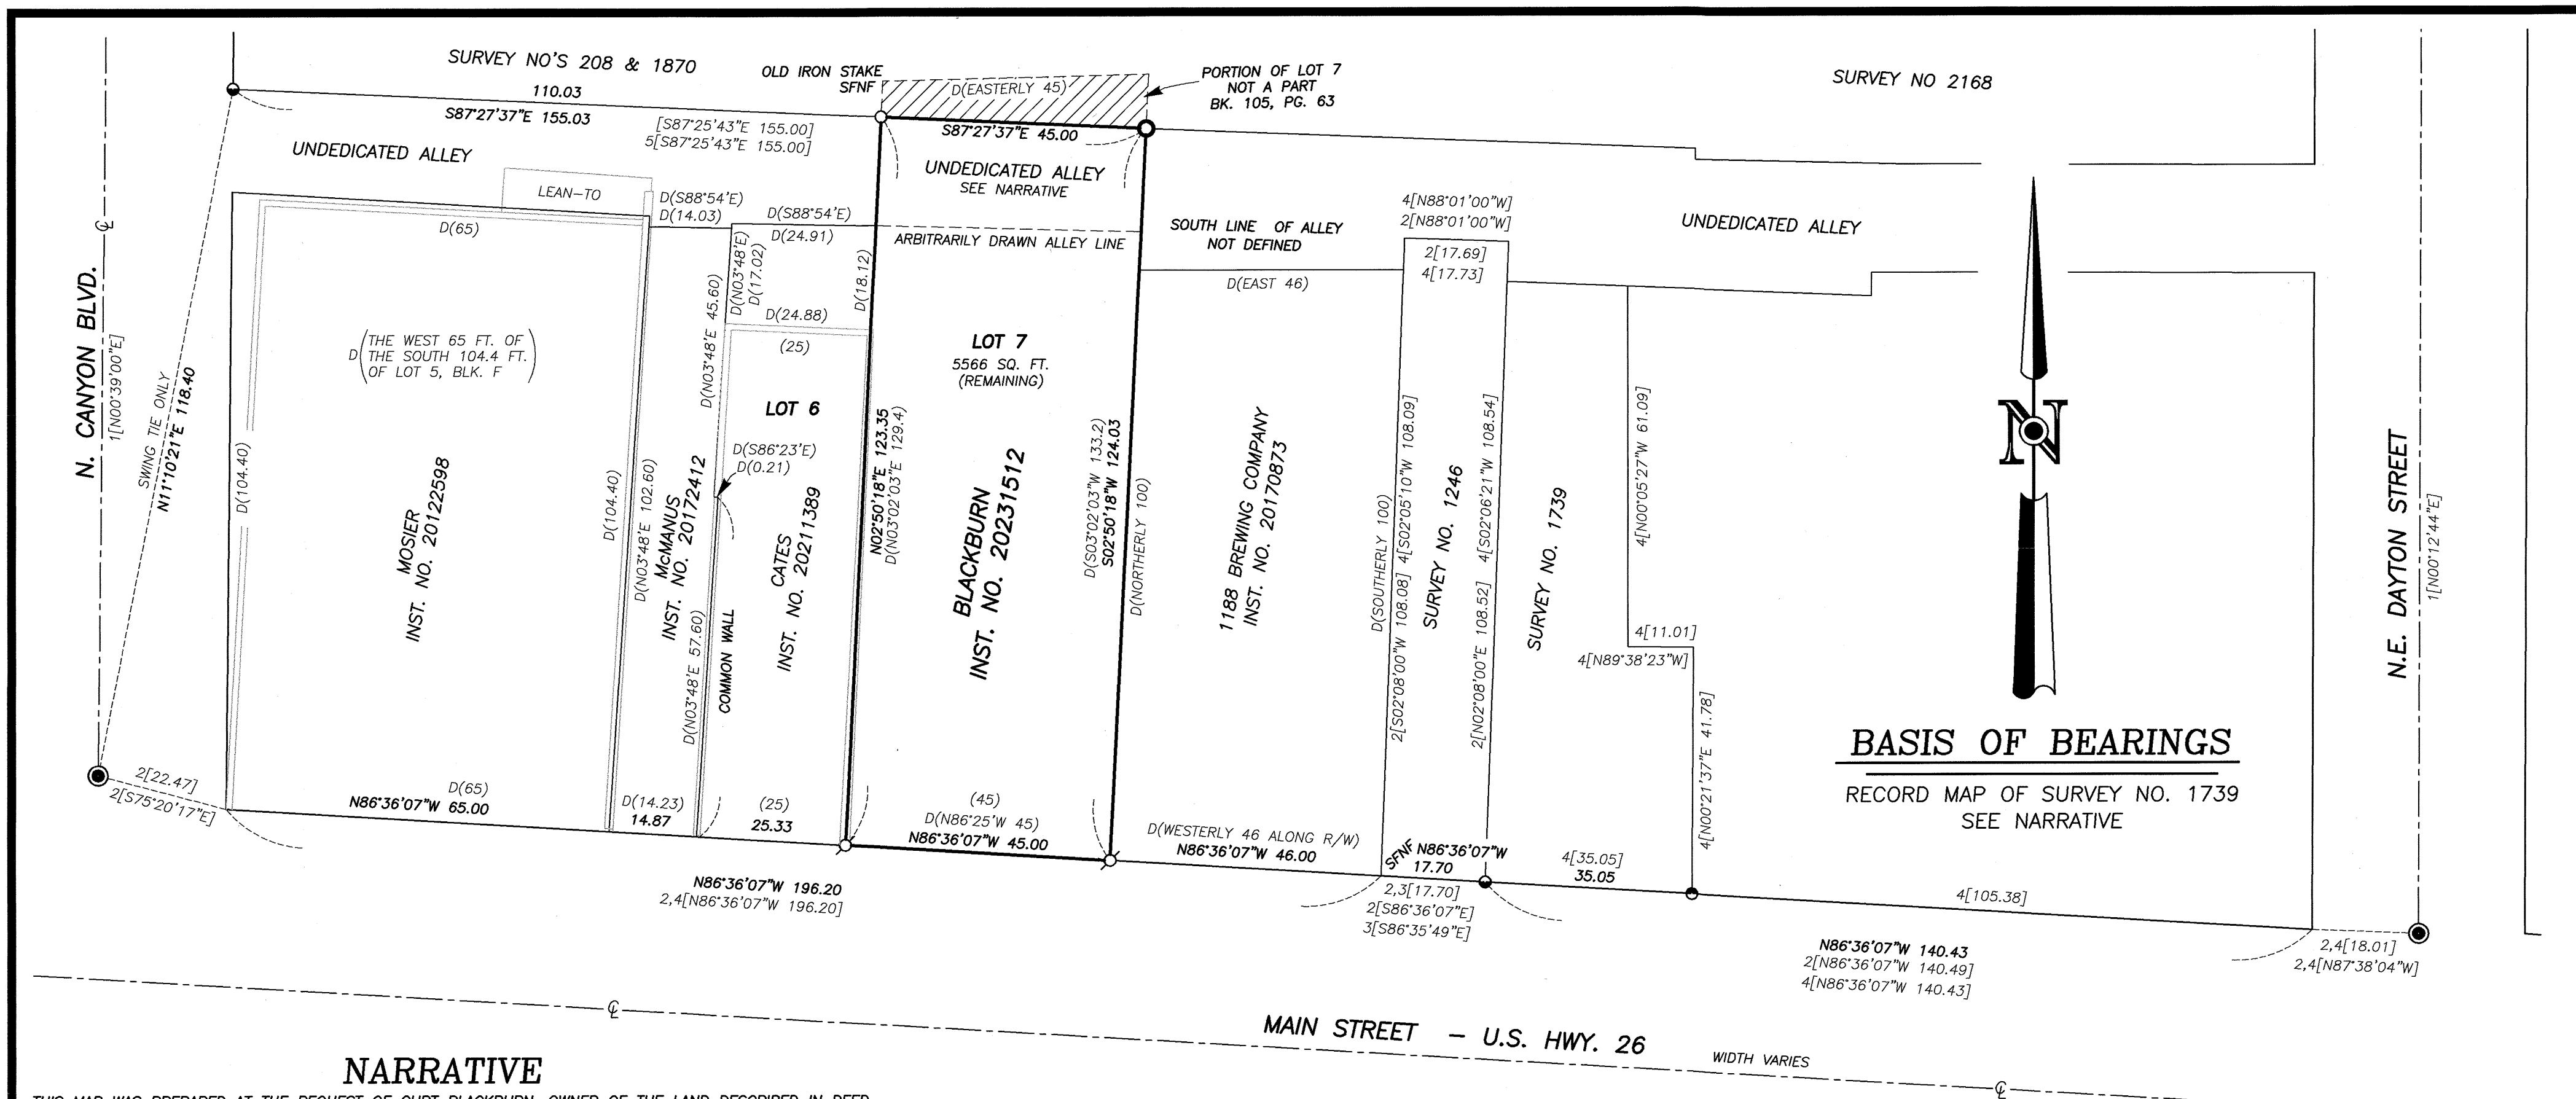 SURVEY NO'S 208 & 1870
110.03
S87°27'37"E 155.03
[S87°25'43"E 155.00]
5[S87°25'43"E 155.00]
OLD IRON STAKE
SFNF
D(EASTERLY 45)
S87°27'37"E 45.00
PORTION OF LOT 7
NOT A PART
BK. 105, PG. 63
SURVEY NO 2168
UNDEDICATED ALLEY
LEAN-TO
D(65)
D(S88°54'E)
D(14.03)
D(S88°54'E)
D(24.91)
UNDEDICATED ALLEY
SEE NARRATIVE
ARBITRARILY DRAWN ALLEY LINE
SOUTH LINE OF ALLEY
NOT DEFINED
D(EAST 46)
4[N88°01'00"W]
2[N88°01'00"W]
2[17.69]
4[17.73]
UNDEDICATED ALLEY
N. CANYON BLVD.
1[N00°39'00"E]
℄
SWING TIE ONLY
N11°10'21"E 118.40
D(THE WEST 65 FT. OF
THE SOUTH 104.4 FT.
OF LOT 5, BLK. F)
D(104.40)
MOSIER
INST. NO. 20122598
D(104.40)
D(N03°48'E 102.60)
McMANUS
INST. NO. 20172412
D(N03°48'E 45.60)
D(N03°48'E)
D(17.02)
D(24.88)
(25)
D(18.12)
LOT 6
D(S86°23'E)
D(0.21)
D(N03°48'E 57.60)
COMMON WALL
CATES
INST. NO. 20211389
N02°50'18"E 123.35
D(N03°02'03"E 129.4)
LOT 7
5566 SQ. FT.
(REMAINING)
BLACKBURN
INST. NO. 20231512
D(S03°02'03"W 133.2)
S02°50'18"W 124.03
D(NORTHERLY 100)
1188 BREWING COMPANY
INST. NO. 20170873
D(SOUTHERLY 100)
2[S02°08'00"W 108.08] 4[S02°05'10"W 108.09]
SURVEY NO. 1246
2[N02°08'00"E 108.52] 4[S02°06'21"W 108.54]
SURVEY NO. 1739
4[N00°05'27"W 61.09]
4[11.01]
4[N89°38'23"W]
4[N00°21'37"E 41.78]
N
BASIS OF BEARINGS
RECORD MAP OF SURVEY NO. 1739
SEE NARRATIVE
N.E. DAYTON STREET
1[N00°12'44"E]
2[22.47]
2[S75°20'17"E]
D(65)
N86°36'07"W 65.00
D(14.23)
14.87
(25)
25.33
(45)
D(N86°25'W 45)
N86°36'07"W 45.00
D(WESTERLY 46 ALONG R/W)
N86°36'07"W 46.00
SFNF
N86°36'07"W
17.70
4[35.05]
35.05
2,3[17.70]
2[S86°36'07"E]
3[S86°35'49"E]
4[105.38]
N86°36'07"W 196.20
2,4[N86°36'07"W 196.20]
N86°36'07"W 140.43
2[N86°36'07"W 140.49]
4[N86°36'07"W 140.43]
2,4[18.01]
2,4[N87°38'04"W]
℄
MAIN STREET - U.S. HWY. 26
WIDTH VARIES
℄
NARRATIVE
THIS MAP WAS PREPARED AT THE REQUEST OF CURT BLACKBURN, OWNER OF THE LAND DESCRIBED IN DEED